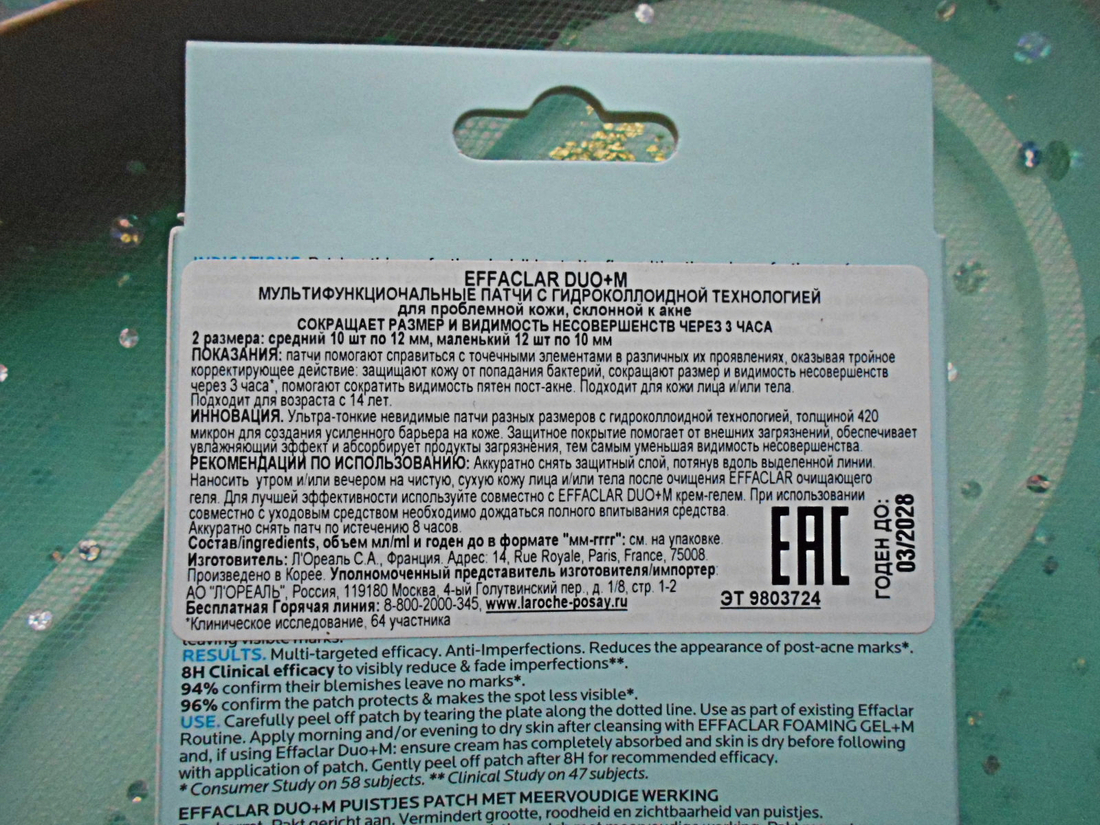 EFFACLAR DUO+M
МУЛЬТИФУНКЦИОНАЛЬНЫЕ ПАТЧИ С ГИДРОКОЛЛОИДНОЙ ТЕХНОЛОГИЕЙ
для проблемной кожи, склонной к акне
СОКРАЩАЕТ РАЗМЕР И ВИДИМОСТЬ НЕСОВЕРШЕНСТВ ЧЕРЕЗ 3 ЧАСА
2 размера: средний 10 шт по 12 мм, маленький 12 шт по 10 мм
ПОКАЗАНИЯ: патчи помогают справиться с точечными элементами в различных их проявлениях, оказывая тройное
корректирующее действие: защищают кожу от попадания бактерий, сокращают размер и видимость несовершенств
через 3 часа*, помогают сократить видимость пятен пост-акне. Подходит для кожи лица и/или тела.
Подходит для возраста с 14 лет.
ИННОВАЦИЯ. Ультра-тонкие невидимые патчи разных размеров с гидроколлоидной технологией, толщиной 420
микрон для создания усиленного барьера на коже. Защитное покрытие помогает от внешних загрязнений, обеспечивает
увлажняющий эффект и абсорбирует продукты загрязнения, тем самым уменьшая видимость несовершенства.
РЕКОМЕНДАЦИИ ПО ИСПОЛЬЗОВАНИЮ: Аккуратно снять защитный слой, потянув вдоль выделенной линии.
Наносить утром и/или вечером на чистую, сухую кожу лица и/или тела после очищения EFFACLAR очищающего
геля. Для лучшей эффективности используйте совместно с EFFACLAR DUO+M крем-гелем. При использовании
совместно с уходовым средством необходимо дождаться полного впитывания средства.
Аккуратно снять патч по истечению 8 часов.
Состав/ingredients, объем мл/ml и годен до в формате "мм-гггг": см. на упаковке.
Изготовитель: Л'Ореаль С.А., Франция. Адрес: 14, Rue Royale, Paris, France, 75008.
Произведено в Корее. Уполномоченный представитель изготовителя/импортер:
АО "Л'ОРЕАЛЬ", Россия, 119180 Москва, 4-ый Голутвинский пер., д. 1/8, стр. 1-2
Бесплатная Горячая линия: 8-800-2000-345, www.laroche-posay.ru
*Клиническое исследование, 64 участника
EAC
ЭТ 9803724
ГОДЕН ДО:
03/2028
leaving visible marks.
RESULTS. Multi-targeted efficacy. Anti-Imperfections. Reduces the appearance of post-acne marks*.
8H Clinical efficacy to visibly reduce & fade imperfections**.
94% confirm their blemishes leave no marks*.
96% confirm the patch protects & makes the spot less visible*.
USE. Carefully peel off patch by tearing the plate along the dotted line. Use as part of existing Effaclar
Routine. Apply morning and/or evening to dry skin after cleansing with EFFACLAR FOAMING GEL+M
and, if using Effaclar Duo+M: ensure cream has completely absorbed and skin is dry before following
with application of patch. Gently peel off patch after 8H for recommended efficacy.
* Consumer Study on 58 subjects. ** Clinical Study on 47 subjects.
EFFACLAR DUO+M PUISTJES PATCH MET MEERVOUDIGE WERKING
Pakt gericht aan. Vermindert grootte, roodheid en zichtbaarheid van puistjes.